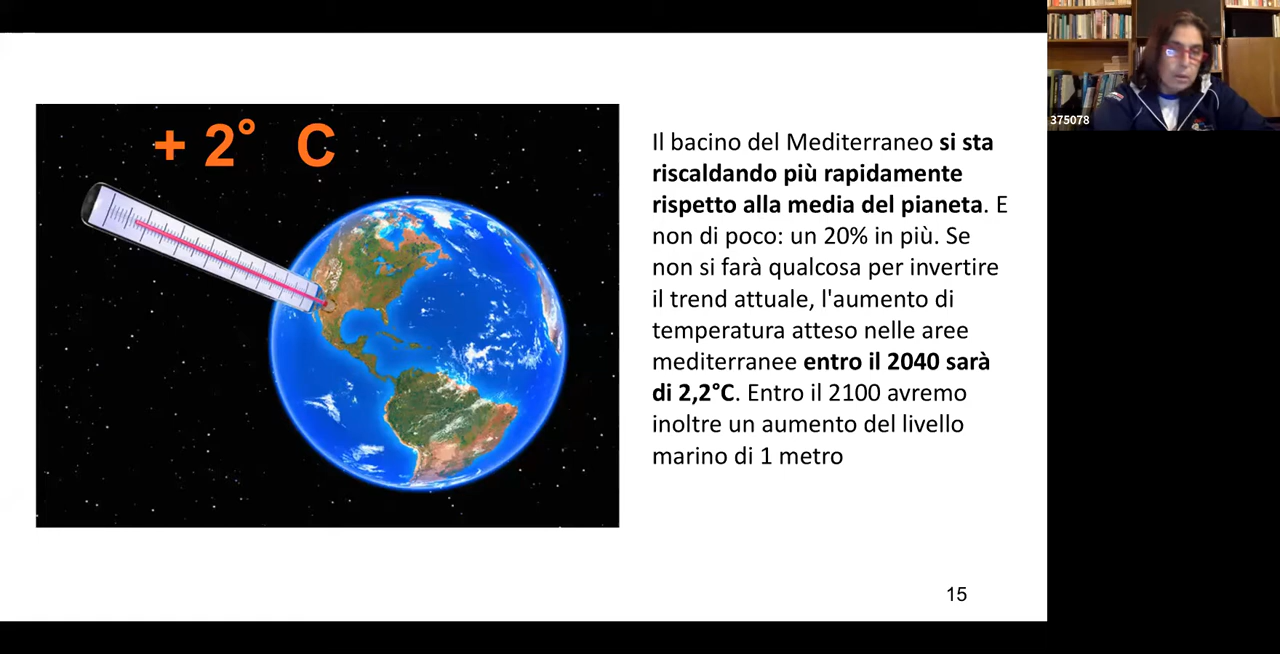 + 2° C
Il bacino del Mediterraneo si sta
riscaldando più rapidamente
rispetto alla media del pianeta. E
non di poco: un 20% in più. Se
non si farà qualcosa per invertire
il trend attuale, l'aumento di
temperatura atteso nelle aree
mediterranee entro il 2040 sarà
di 2,2°C. Entro il 2100 avremo
inoltre un aumento del livello
marino di 1 metro
15
375078